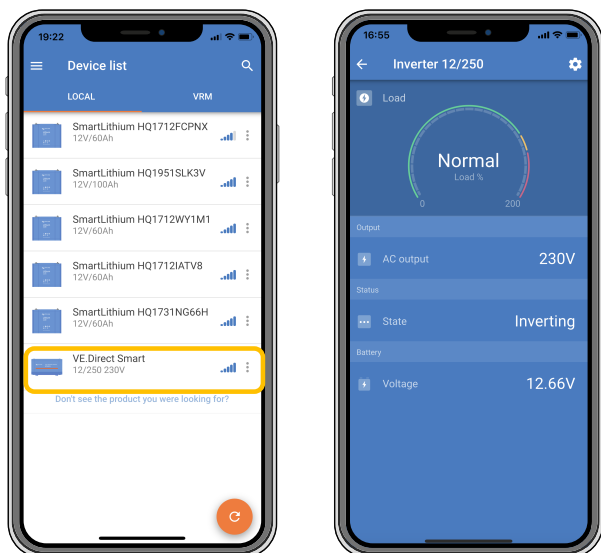 19:22
Device list
LOCAL VRM
SmartLithium HQ1712FCPNX
12V/60Ah
SmartLithium HQ1951SLK3V
12V/100Ah
SmartLithium HQ1712WY1M1
12V/60Ah
SmartLithium HQ1712IATV8
12V/60Ah
SmartLithium HQ1731NG66H
12V/60Ah
VE.Direct Smart
12/250 230V
Don't see the product you were looking for?
16:55
Inverter 12/250
Load
Normal
Load %
0 200
Output
AC output 230V
Status
State Inverting
Battery
Voltage 12.66V